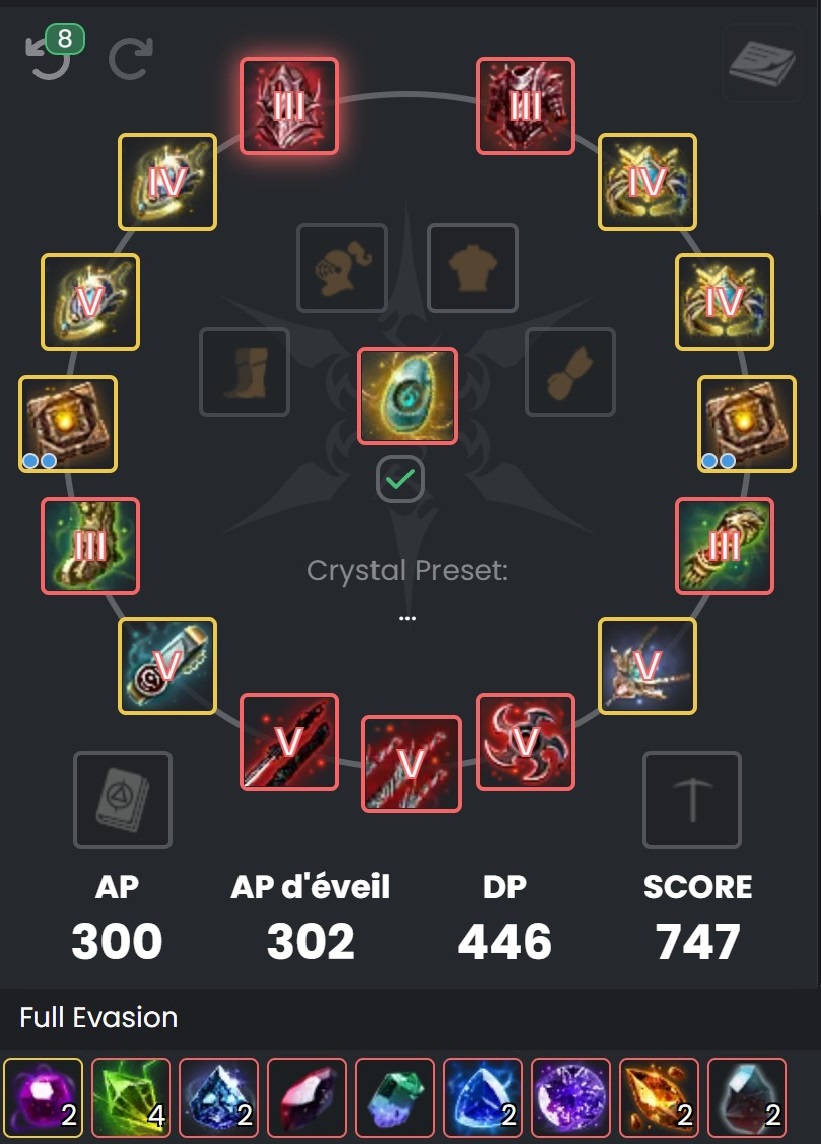 8
III III
IV IV
V IV
III III
Crystal Preset:
...
V V
V V V
AP AP d'éveil DP SCORE
300 302 446 747
Full Evasion
2 4 2 2 2 2